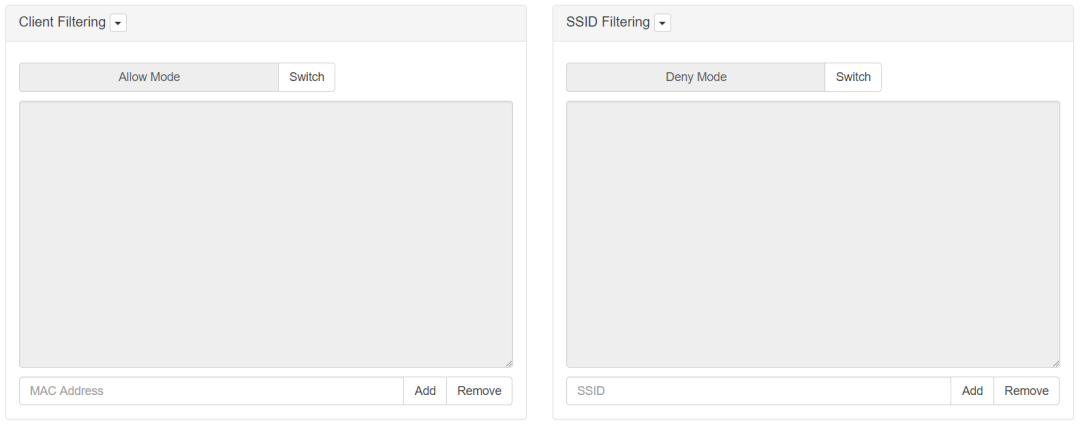 Client Filtering
Allow Mode Switch
MAC Address Add Remove
SSID Filtering
Deny Mode Switch
SSID Add Remove